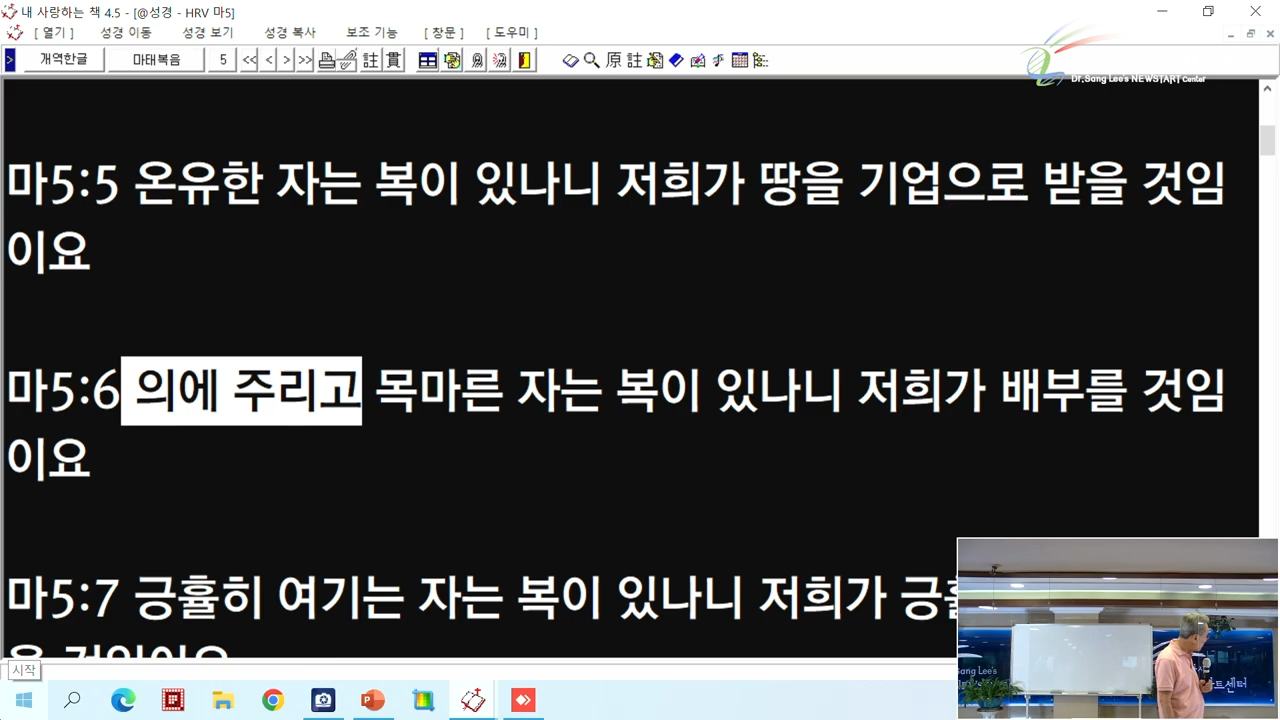 내 사랑하는 책 4.5 - [@성경 - HRV 마5]
[ 열기 ] 성경 이동 성경 보기 성경 복사 보조 기능 [ 창문 ] [ 도우미 ]
개역한글 마태복음 5 << < > >> 註 貫 原 註
Dr.Sang Lee's NEWSTART Center
마5:5 온유한 자는 복이 있나니 저희가 땅을 기업으로 받을 것임
이요
마5:6 의에 주리고 목마른 자는 복이 있나니 저희가 배부를 것임
이요
마5:7 긍휼히 여기는 자는 복이 있나니 저희가
시작